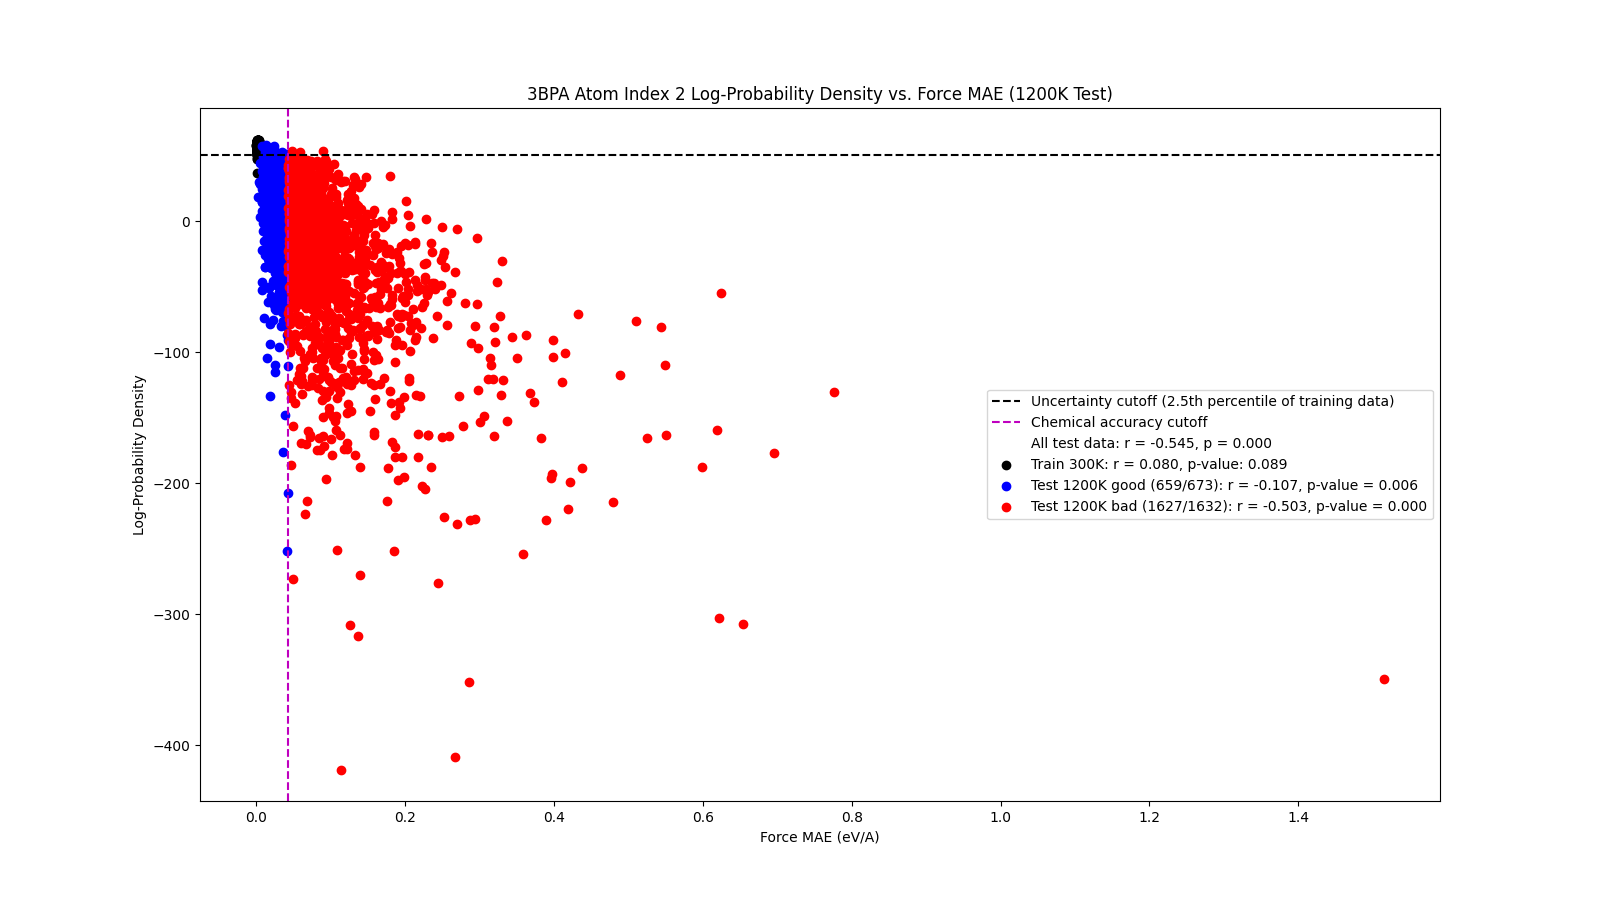 3BPA Atom Index 2 Log-Probability Density vs. Force MAE (1200K Test)
Log-Probability Density
0
−100
−200
−300
−400
Uncertainty cutoff (2.5th percentile of training data)
Chemical accuracy cutoff
All test data: r = -0.545, p = 0.000
Train 300K: r = 0.080, p-value: 0.089
Test 1200K good (659/673): r = -0.107, p-value = 0.006
Test 1200K bad (1627/1632): r = -0.503, p-value = 0.000
0.0 0.2 0.4 0.6 0.8 1.0 1.2 1.4
Force MAE (eV/A)